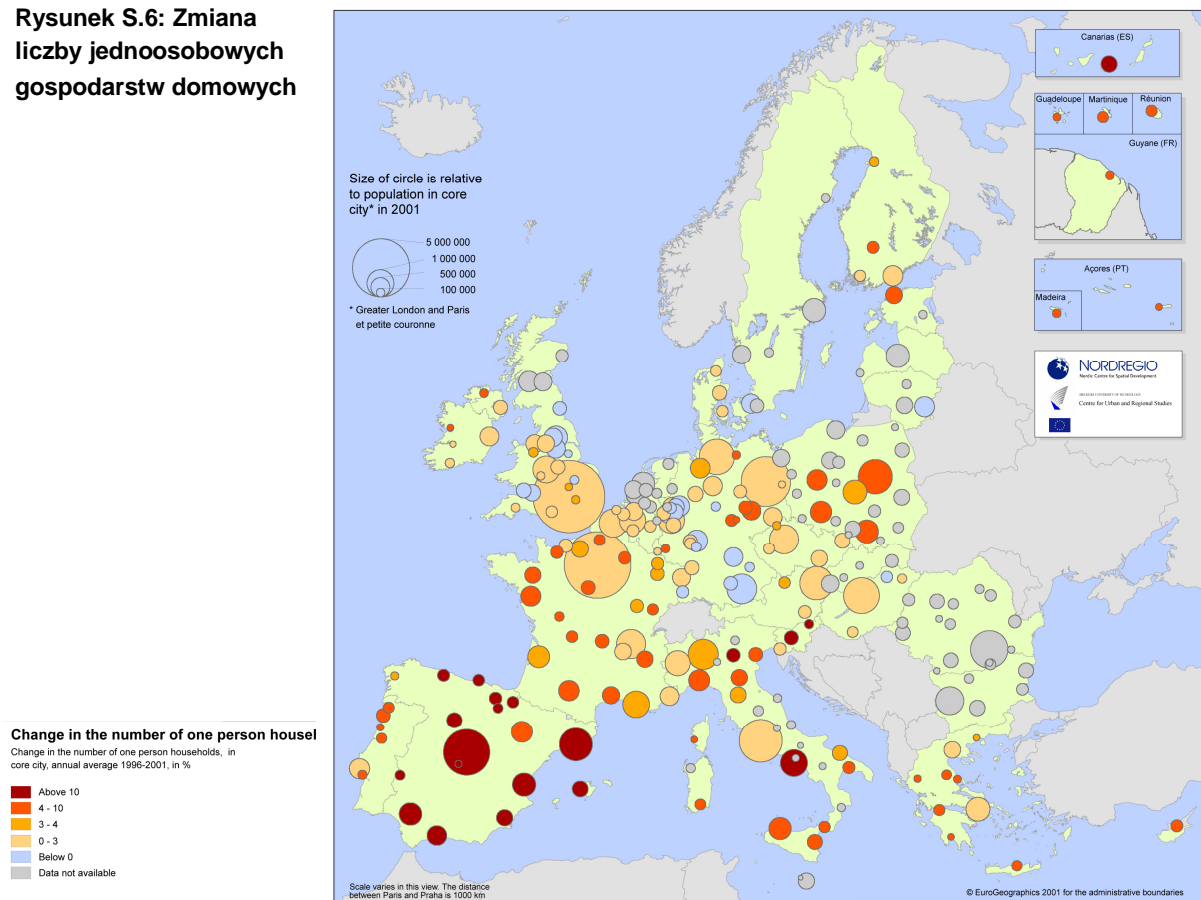 Rysunek S.6: Zmiana
liczby jednoosobowych
gospodarstw domowych
Canarias (ES)
Guadeloupe
Martinique
Réunion
Guyane (FR)
Açores (PT)
Madeira
Size of circle is relative
to population in core
city* in 2001
5 000 000
1 000 000
500 000
100 000
* Greater London and Paris
et petite couronne
NORDREGIO
Nordic Centre for Spatial Development
HELSINKI UNIVERSITY OF TECHNOLOGY
Centre for Urban and Regional Studies
Change in the number of one person housel
Change in the number of one person households, in
core city, annual average 1996-2001, in %
Above 10
4 - 10
3 - 4
0 - 3
Below 0
Data not available
Scale varies in this view. The distance
between Paris and Praha is 1000 km
© EuroGeographics 2001 for the administrative boundaries